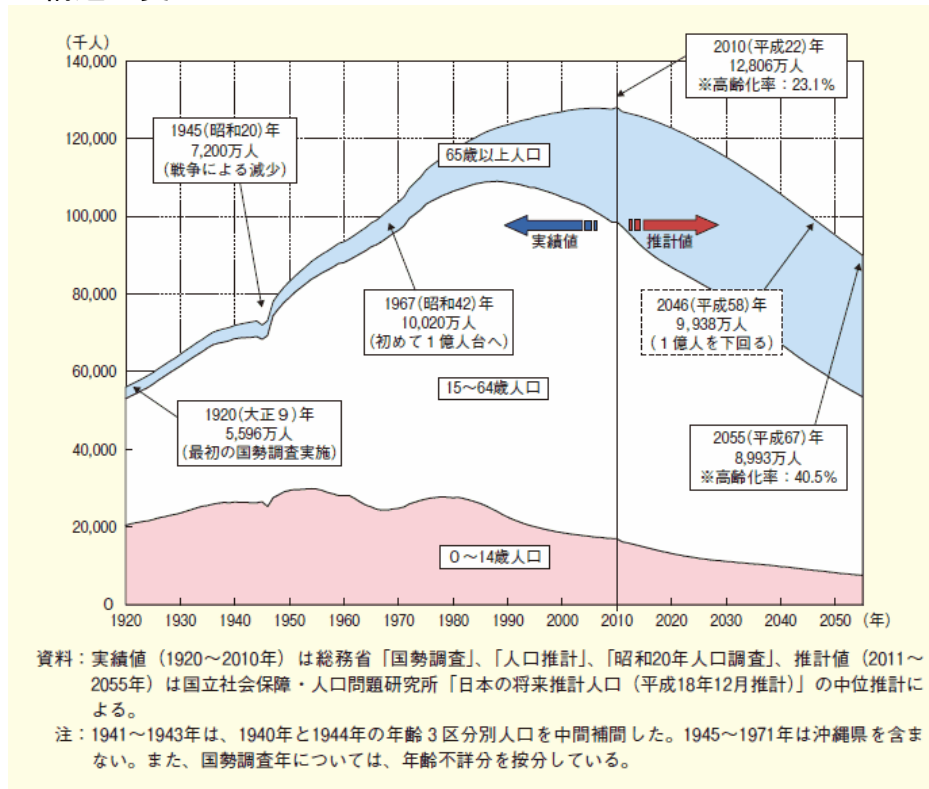 （千人）
140,000
120,000
100,000
80,000
60,000
40,000
20,000
0
1920 1930 1940 1950 1960 1970 1980 1990 2000 2010 2020 2030 2040 2050 （年）
1945（昭和20）年
7,200万人
（戦争による減少）
2010（平成22）年
12,806万人
※高齢化率：23.1％
65歳以上人口
実績値
推計値
1967（昭和42）年
10,020万人
（初めて１億人台へ）
2046（平成58）年
9,938万人
（１億人を下回る）
15～64歳人口
1920（大正９）年
5,596万人
（最初の国勢調査実施）
2055（平成67）年
8,993万人
※高齢化率：40.5％
０～14歳人口
資料：実績値（1920～2010年）は総務省「国勢調査」、「人口推計」、「昭和20年人口調査」、推計値（2011～
2055年）は国立社会保障・人口問題研究所「日本の将来推計人口（平成18年12月推計）」の中位推計に
よる。
注：1941～1943年は、1940年と1944年の年齢３区分別人口を中間補間した。1945～1971年は沖縄県を含ま
ない。また、国勢調査年については、年齢不詳分を按分している。